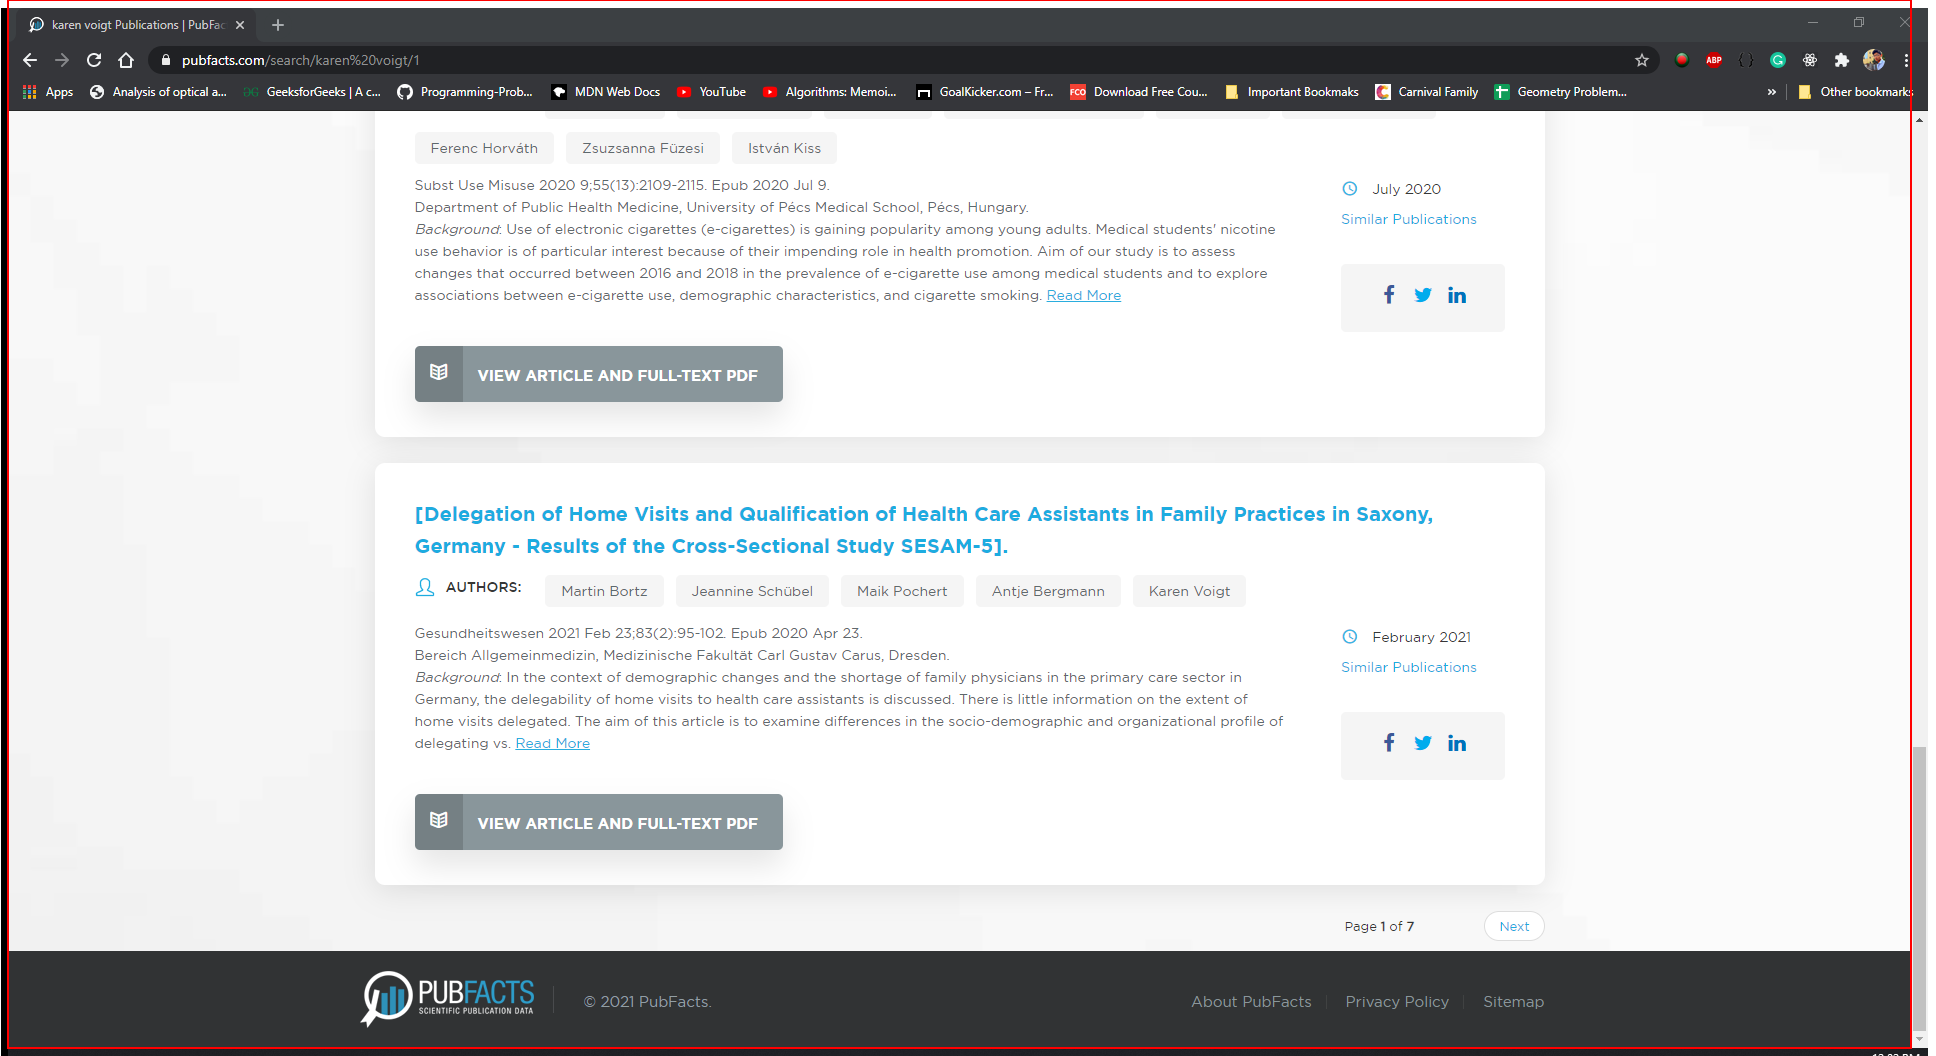 karen voigt Publications | PubFac
pubfacts.com/search/karen%20voigt/1
ABP
Apps
Analysis of optical a...
GeeksforGeeks | A c...
Programming-Prob...
MDN Web Docs
YouTube
Algorithms: Memoi...
GoalKicker.com – Fr...
FCO
Download Free Cou...
Important Bookmaks
Carnival Family
Geometry Problem...
»
Other bookmarks
Ferenc Horváth
Zsuzsanna Füzesi
István Kiss
Subst Use Misuse 2020 9;55(13):2109-2115. Epub 2020 Jul 9.
Department of Public Health Medicine, University of Pécs Medical School, Pécs, Hungary.
Background: Use of electronic cigarettes (e-cigarettes) is gaining popularity among young adults. Medical students' nicotine
use behavior is of particular interest because of their impending role in health promotion. Aim of our study is to assess
changes that occurred between 2016 and 2018 in the prevalence of e-cigarette use among medical students and to explore
associations between e-cigarette use, demographic characteristics, and cigarette smoking. Read More
July 2020
Similar Publications
VIEW ARTICLE AND FULL-TEXT PDF
[Delegation of Home Visits and Qualification of Health Care Assistants in Family Practices in Saxony,
Germany - Results of the Cross-Sectional Study SESAM-5].
AUTHORS:
Martin Bortz
Jeannine Schübel
Maik Pochert
Antje Bergmann
Karen Voigt
Gesundheitswesen 2021 Feb 23;83(2):95-102. Epub 2020 Apr 23.
Bereich Allgemeinmedizin, Medizinische Fakultät Carl Gustav Carus, Dresden.
Background: In the context of demographic changes and the shortage of family physicians in the primary care sector in
Germany, the delegability of home visits to health care assistants is discussed. There is little information on the extent of
home visits delegated. The aim of this article is to examine differences in the socio-demographic and organizational profile of
delegating vs. Read More
February 2021
Similar Publications
VIEW ARTICLE AND FULL-TEXT PDF
Page 1 of 7
Next
PUBFACTS
SCIENTIFIC PUBLICATION DATA
© 2021 PubFacts.
About PubFacts
Privacy Policy
Sitemap